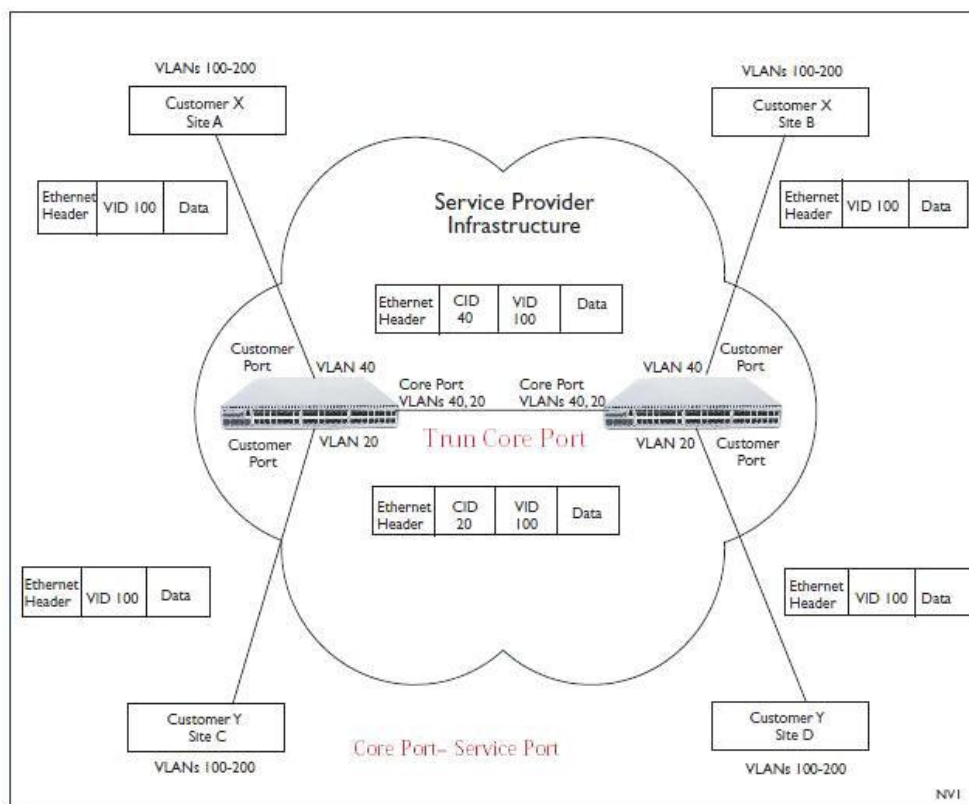 VLANs 100-200
Customer X
Site A
VLANs 100-200
Customer X
Site B
Ethernet
Header
VID 100
Data
Service Provider
Infrastructure
Ethernet
Header
VID 100
Data
Ethernet
Header
CID
40
VID
100
Data
Customer
Port
VLAN 40
Core Port
VLANs 40, 20
Core Port
VLANs 40, 20
VLAN 40
Customer
Port
Customer
Port
VLAN 20
Trun Core Port
VLAN 20
Customer
Port
Ethernet
Header
CID
20
VID
100
Data
Ethernet
Header
VID 100
Data
Ethernet
Header
VID 100
Data
Customer Y
Site C
VLANs 100-200
Core Port– Service Port
Customer Y
Site D
VLANs 100-200
NV1